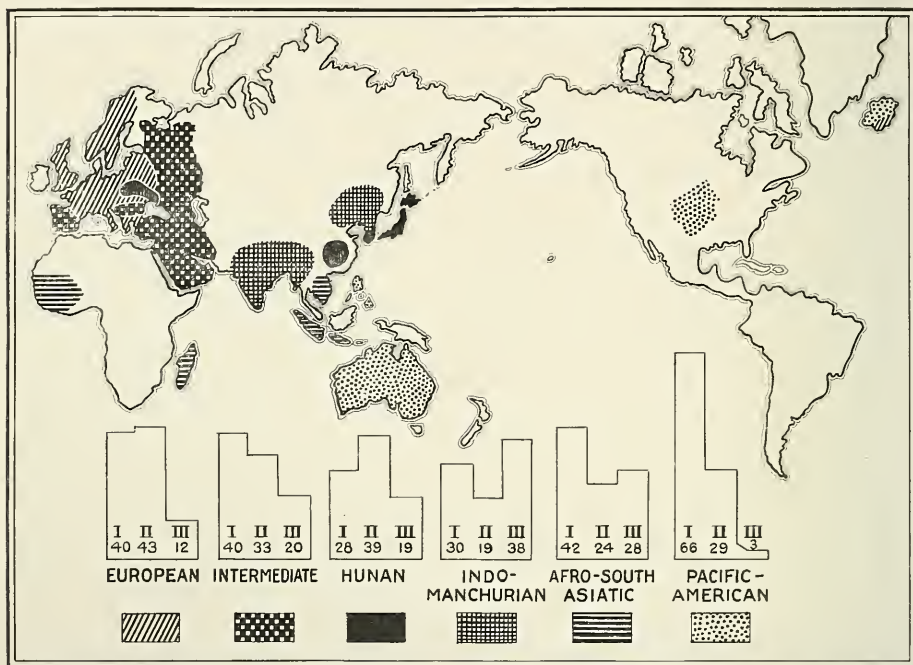 I II III I II III I II III I II III I II III I II III
40 43 12 40 33 20 28 39 19 30 19 38 42 24 28 66 29 3
EUROPEAN INTERMEDIATE HUNAN INDO- AFRO-SOUTH PACIFIC-
MANCHURIAN ASIATIC AMERICAN